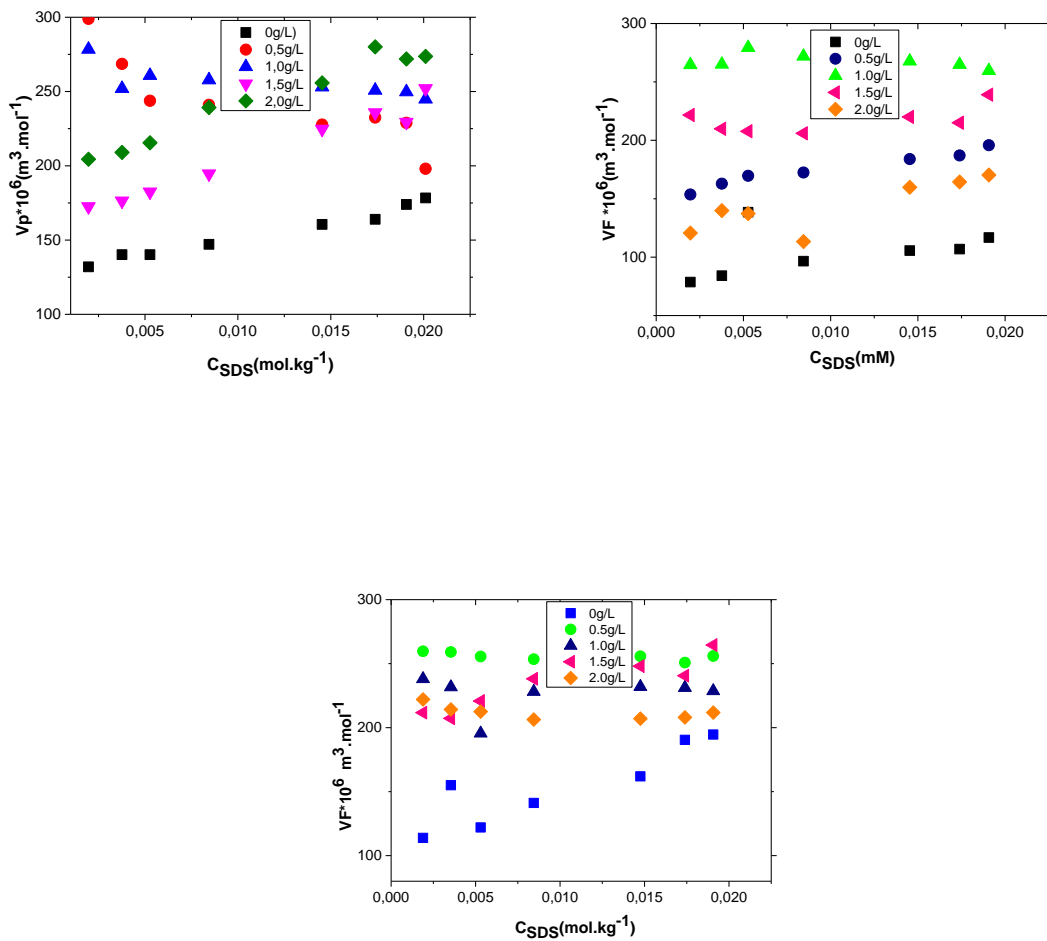 300
250
200
150
100
0,005
0,010
0,015
0,020
Vp*10⁶(m³.mol⁻¹)
C_SDS(mol.kg⁻¹)
0g/L)
0,5g/L
1,0g/L
1,5g/L
2,0g/L
300
200
100
0,000
0,005
0,010
0,015
0,020
VF *10⁶(m³.mol⁻¹)
C_SDS(mM)
0g/L
0.5g/L
1.0g/L
1.5g/L
2.0g/L
300
200
100
0,000
0,005
0,010
0,015
0,020
VF*10⁶ m³.mol⁻¹)
C_SDS(mol.kg⁻¹)
0g/L
0.5g/L
1.0g/L
1.5g/L
2.0g/L